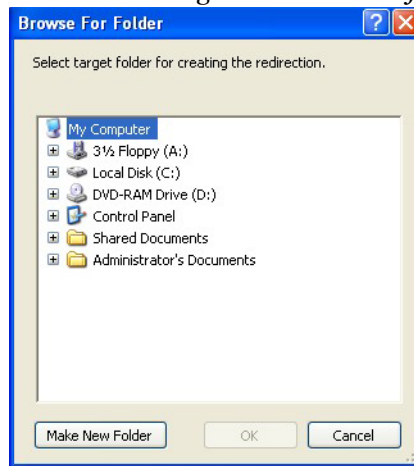 Browse For Folder
Select target folder for creating the redirection.
My Computer
3½ Floppy (A:)
Local Disk (C:)
DVD-RAM Drive (D:)
Control Panel
Shared Documents
Administrator's Documents
Make New Folder
OK
Cancel